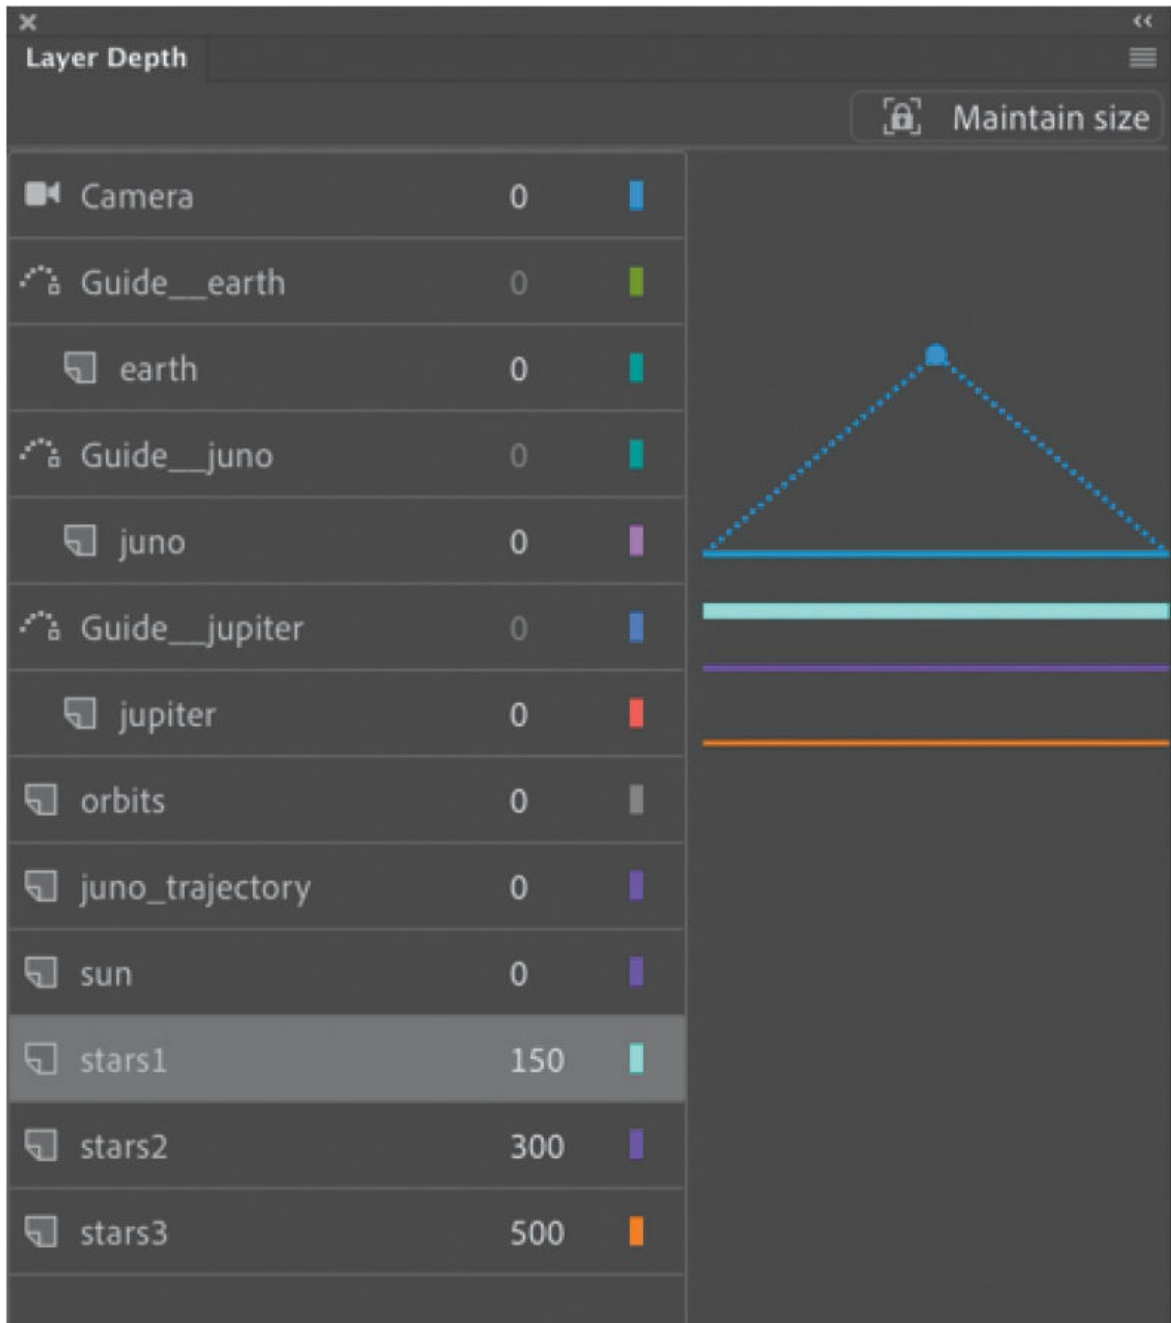 Layer Depth
Maintain size
Camera 0
Guide__earth 0
earth 0
Guide__juno 0
juno 0
Guide__jupiter 0
jupiter 0
orbits 0
juno_trajectory 0
sun 0
stars1 150
stars2 300
stars3 500